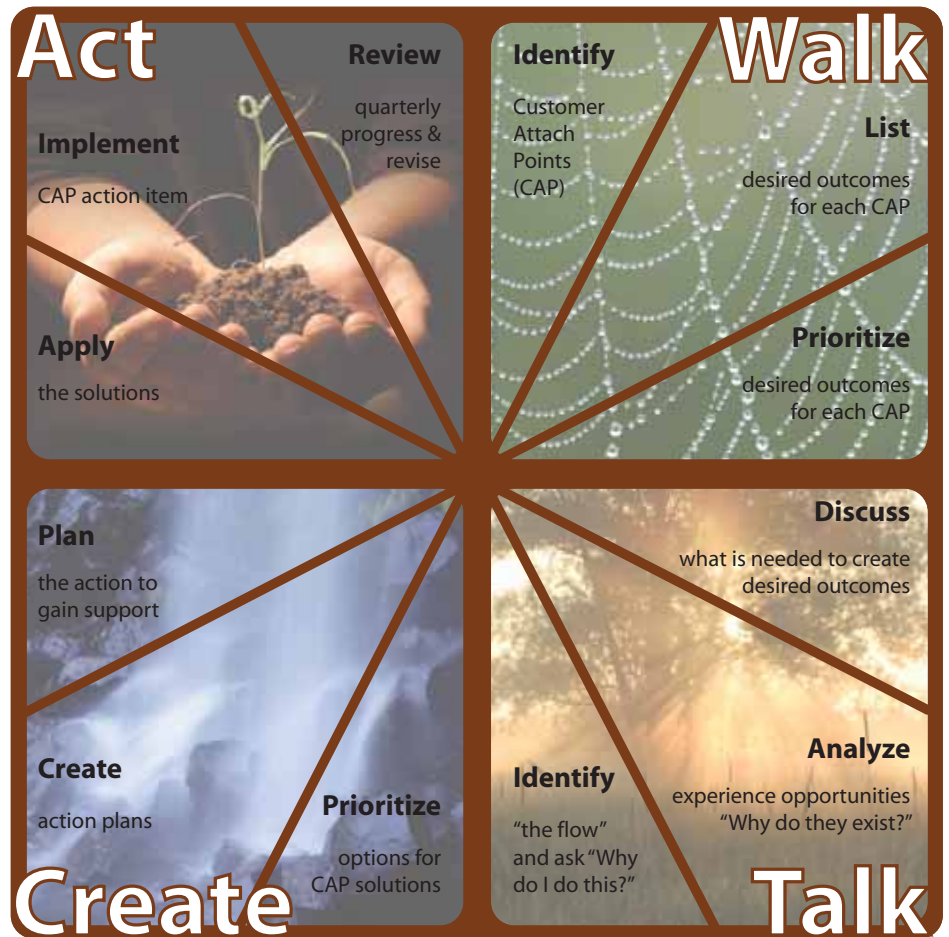 Act
Implement
CAP action item
Apply
the solutions
Review
quarterly
progress &
revise
Walk
Identify
Customer
Attach
Points
(CAP)
List
desired outcomes
for each CAP
Prioritize
desired outcomes
for each CAP
Plan
the action to
gain support
Create
action plans
Prioritize
options for
CAP solutions
Create
Discuss
what is needed to create
desired outcomes
Analyze
experience opportunities
“Why do they exist?”
Identify
“the flow”
and ask “Why
do I do this?”
Talk